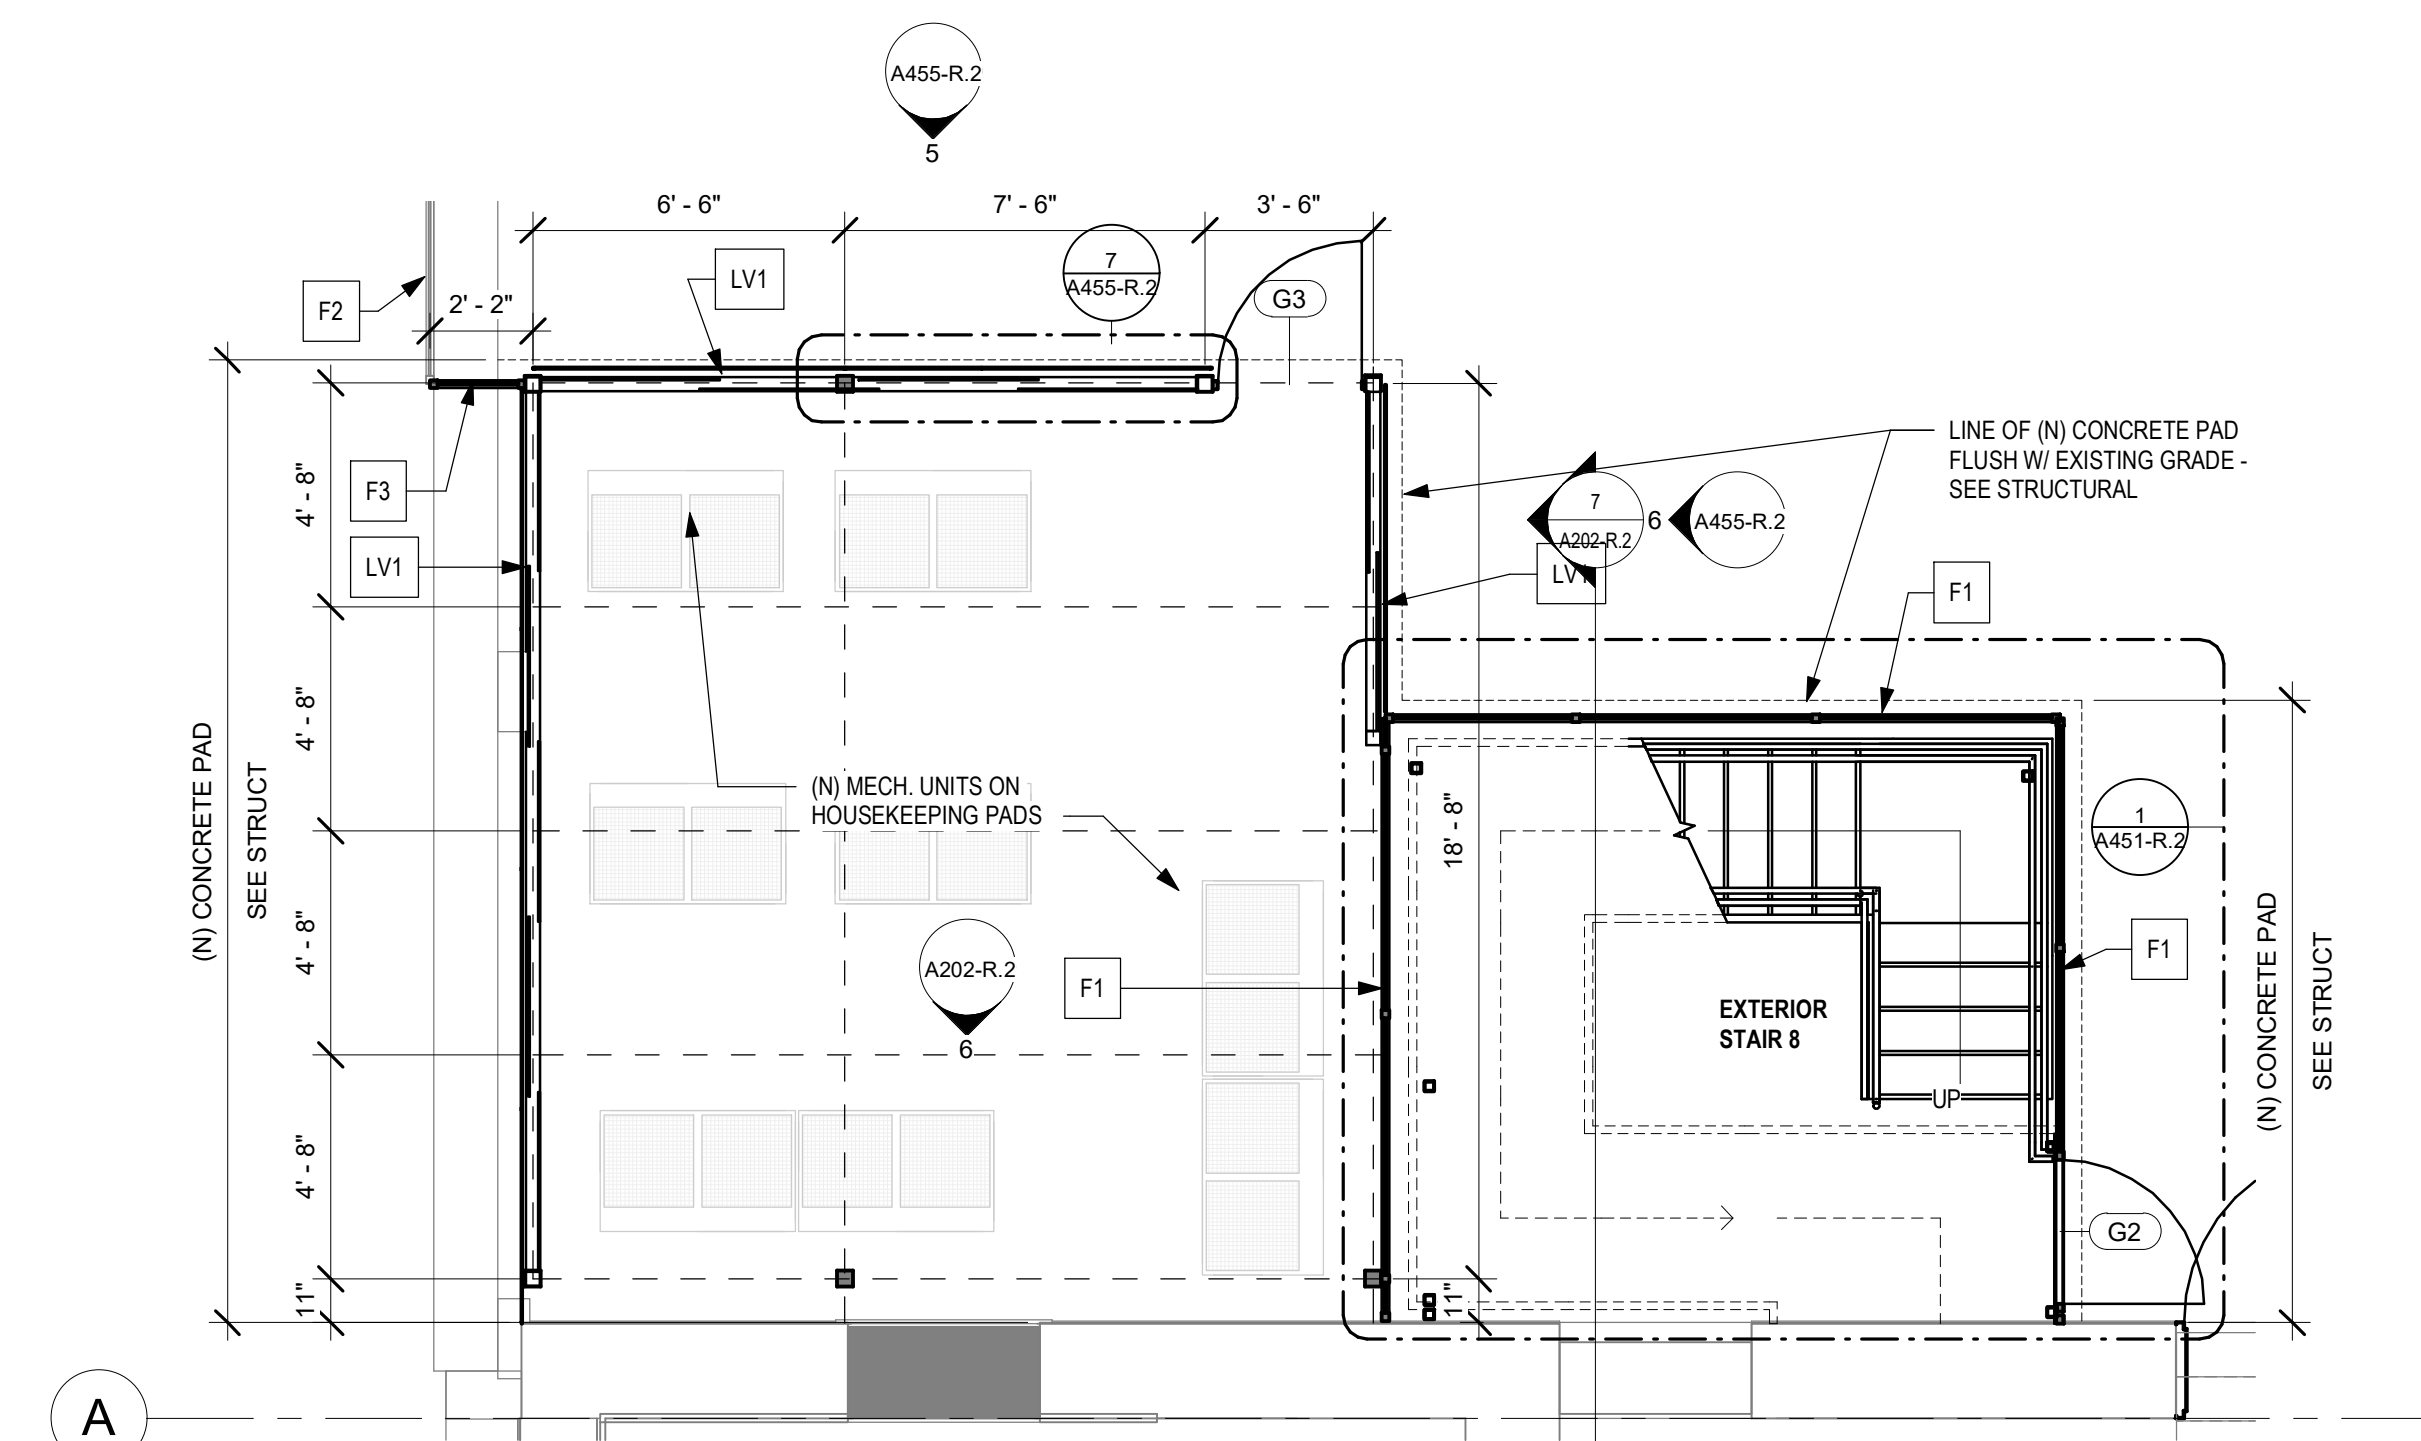 A455-R.2
5
6' - 6"
7' - 6"
3' - 6"
LV1
7
A455-R.2
G3
F2
2' - 2"
LINE OF (N) CONCRETE PAD
FLUSH W/ EXISTING GRADE -
SEE STRUCTURAL
F3
4' - 8"
7
A202-R.2
6
A455-R.2
LV1
LV1
F1
4' - 8"
(N) CONCRETE PAD
SEE STRUCT
(N) MECH. UNITS ON
HOUSEKEEPING PADS
18' - 8"
1
A451-R.2
4' - 8"
A202-R.2
6
F1
EXTERIOR
STAIR 8
F1
(N) CONCRETE PAD
SEE STRUCT
UP
4' - 8"
G2
11"
11"
A